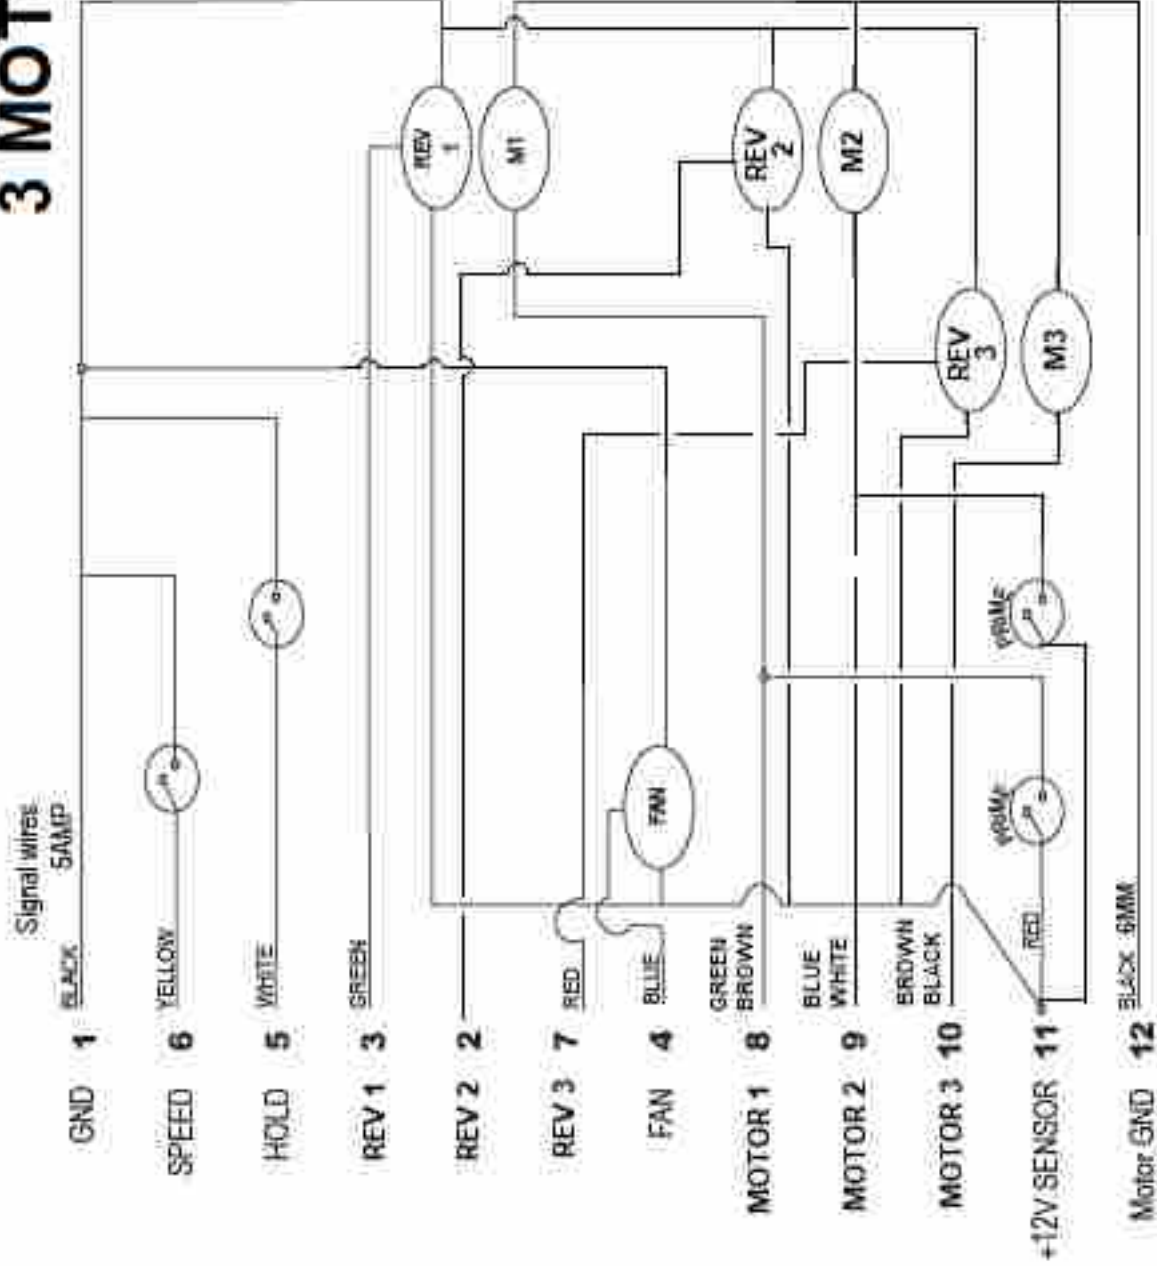 3 MOT
Signal wires
5AMP
GND 1 BLACK
SPEED 6 YELLOW
HOLD 5 WHITE
REV 1 3 GREEN
REV 2 2
REV 3 7 RED
FAN 4 BLUE
MOTOR 1 8 GREEN
BROWN
MOTOR 2 9 BLUE
WHITE
MOTOR 3 10 BROWN
BLACK
+12V SENSOR 11 RED
Motor GND 12 BLACK 6MM
REV
1
M1
REV
2
M2
REV
3
M3
FAN
PRIME
PRIME